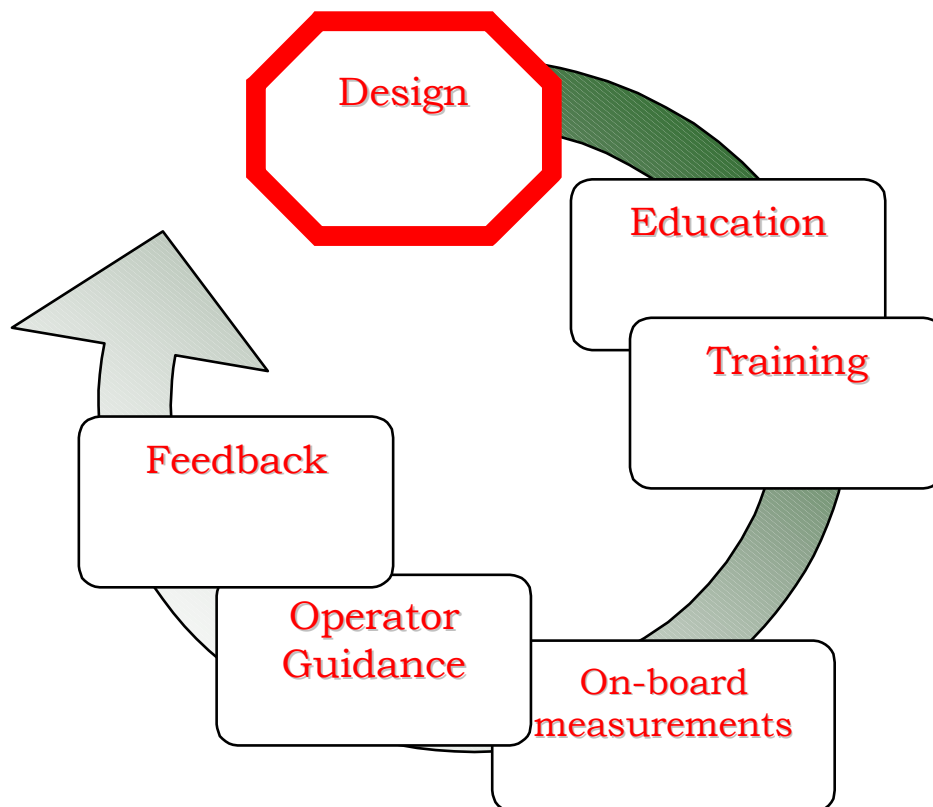 Design
Education
Training
On-board
measurements
Operator
Guidance
Feedback